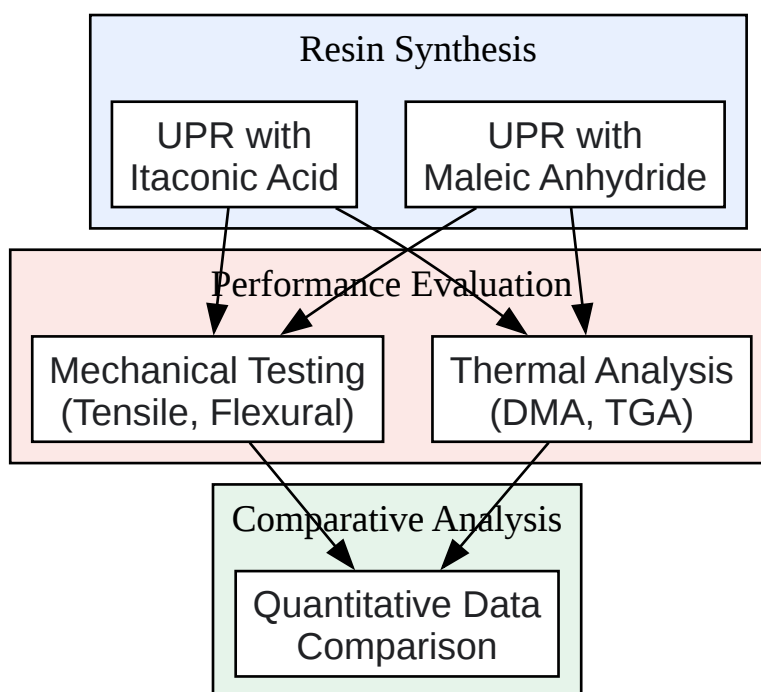 Resin Synthesis
UPR with
Itaconic Acid
UPR with
Maleic Anhydride
Performance Evaluation
Mechanical Testing
(Tensile, Flexural)
Thermal Analysis
(DMA, TGA)
Comparative Analysis
Quantitative Data
Comparison